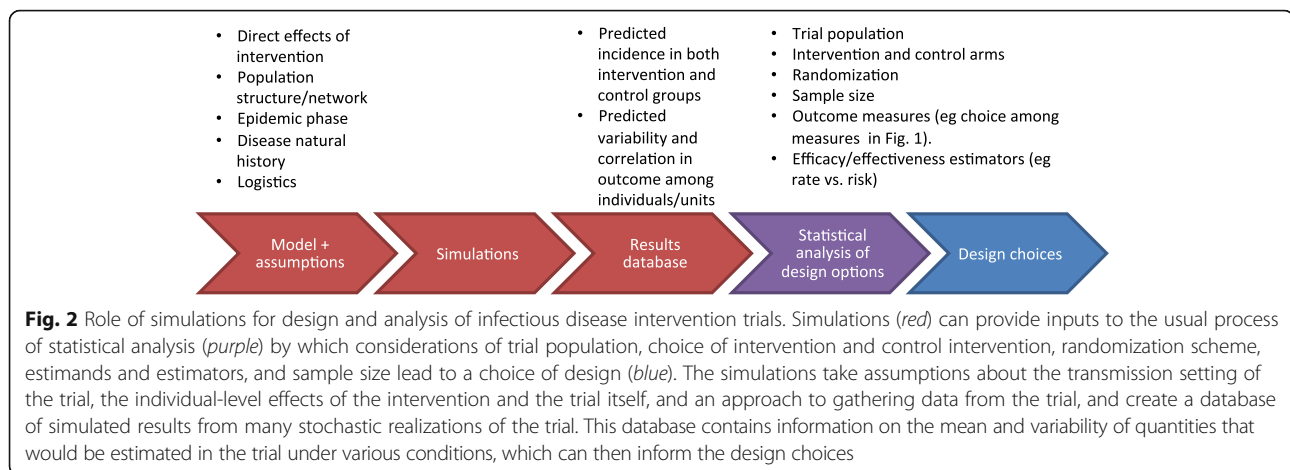 • Direct effects of
intervention
• Population
structure/network
• Epidemic phase
• Disease natural
history
• Logistics
• Predicted
incidence in both
intervention and
control groups
• Predicted
variability and
correlation in
outcome among
individuals/units
• Trial population
• Intervention and control arms
• Randomization
• Sample size
• Outcome measures (eg choice among
measures in Fig. 1).
• Efficacy/effectiveness estimators (eg
rate vs. risk)
Model +
assumptions
Simulations
Results
database
Statistical
analysis of
design options
Design choices
Fig. 2 Role of simulations for design and analysis of infectious disease intervention trials. Simulations (red) can provide inputs to the usual process
of statistical analysis (purple) by which considerations of trial population, choice of intervention and control intervention, randomization scheme,
estimands and estimators, and sample size lead to a choice of design (blue). The simulations take assumptions about the transmission setting of
the trial, the individual-level effects of the intervention and the trial itself, and an approach to gathering data from the trial, and create a database
of simulated results from many stochastic realizations of the trial. This database contains information on the mean and variability of quantities that
would be estimated in the trial under various conditions, which can then inform the design choices